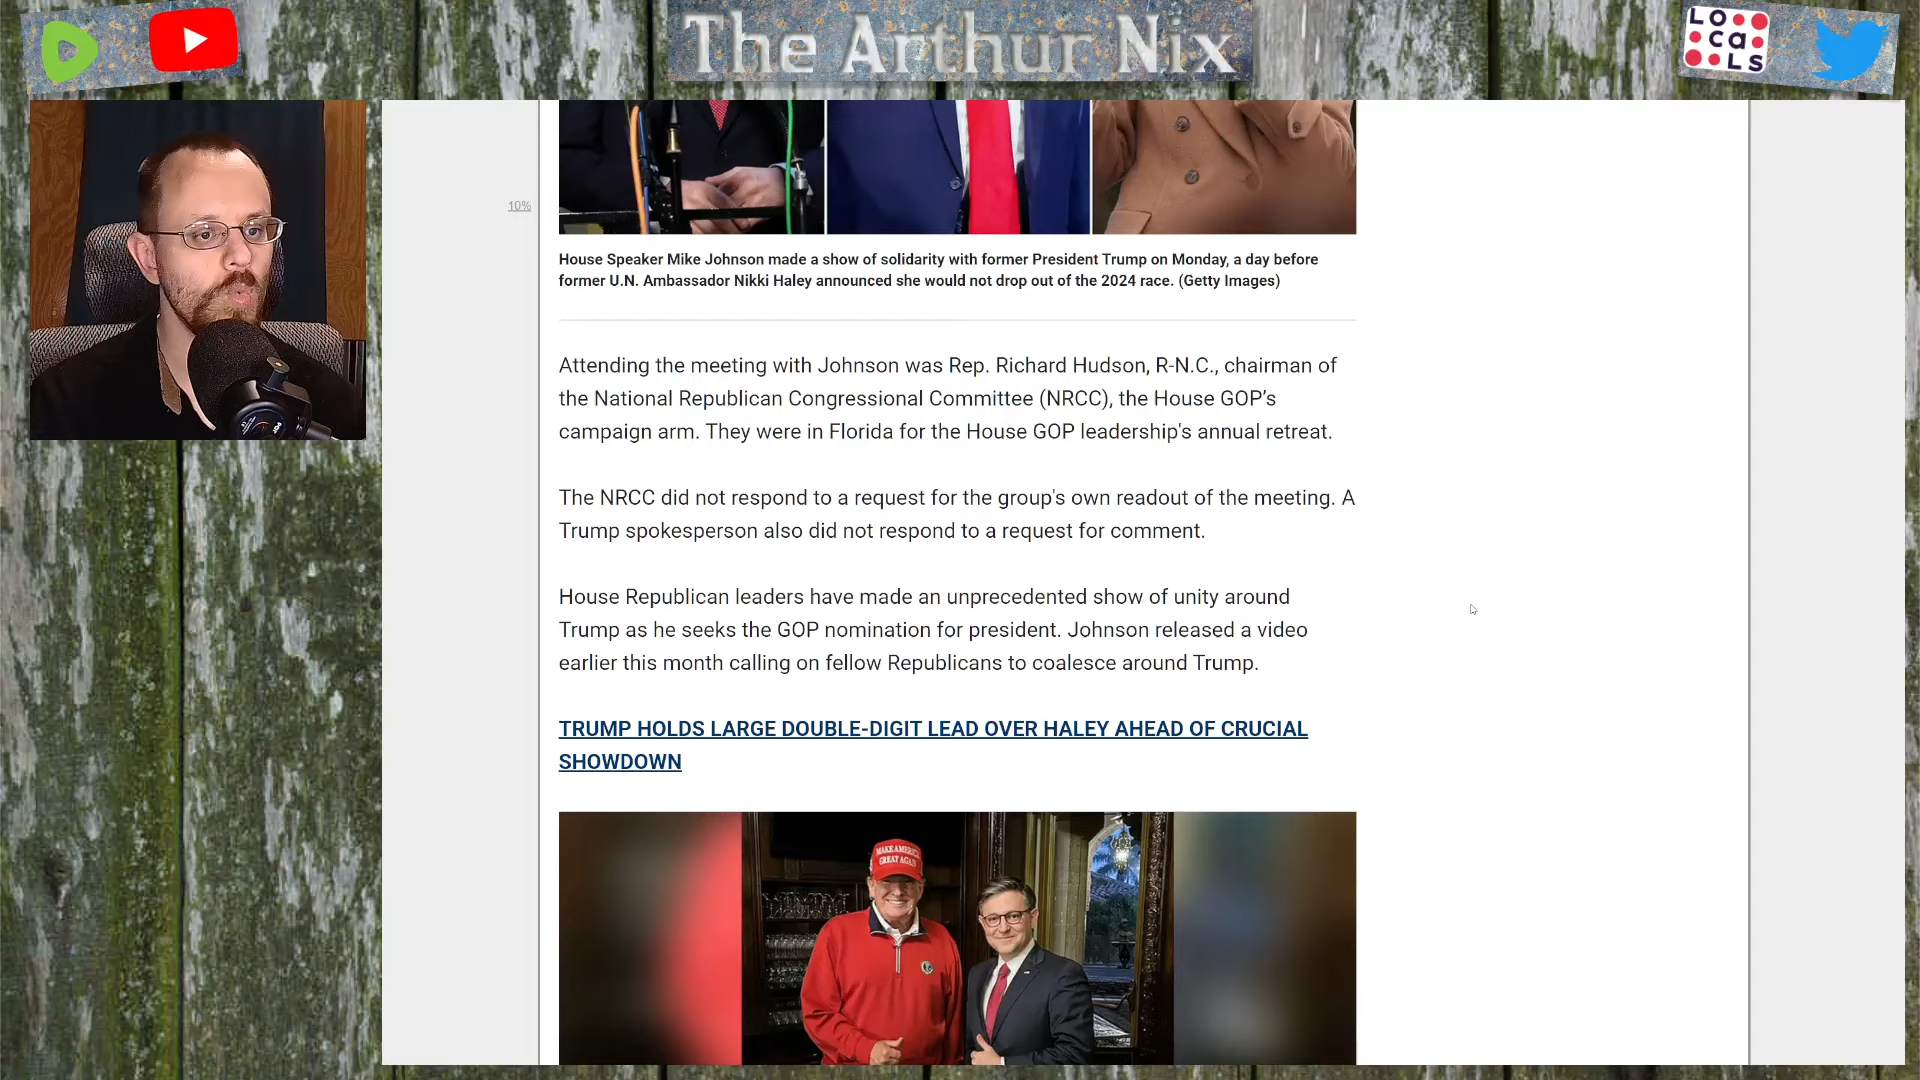 The Arthur Nix
LOcaLS
10%
House Speaker Mike Johnson made a show of solidarity with former President Trump on Monday, a day before
former U.N. Ambassador Nikki Haley announced she would not drop out of the 2024 race. (Getty Images)
Attending the meeting with Johnson was Rep. Richard Hudson, R-N.C., chairman of
the National Republican Congressional Committee (NRCC), the House GOP’s
campaign arm. They were in Florida for the House GOP leadership's annual retreat.
The NRCC did not respond to a request for the group's own readout of the meeting. A
Trump spokesperson also did not respond to a request for comment.
House Republican leaders have made an unprecedented show of unity around
Trump as he seeks the GOP nomination for president. Johnson released a video
earlier this month calling on fellow Republicans to coalesce around Trump.
TRUMP HOLDS LARGE DOUBLE-DIGIT LEAD OVER HALEY AHEAD OF CRUCIAL
SHOWDOWN
MAKE AMERICA
GREAT AGAIN